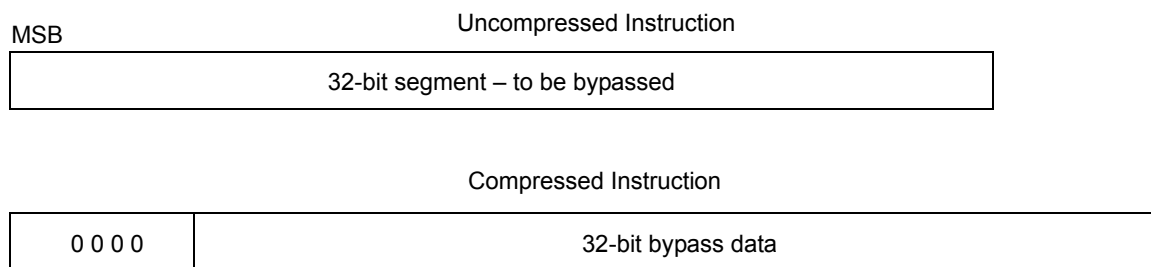 Uncompressed Instruction
MSB
32-bit segment – to be bypassed
Compressed Instruction
0 0 0 0 32-bit bypass data